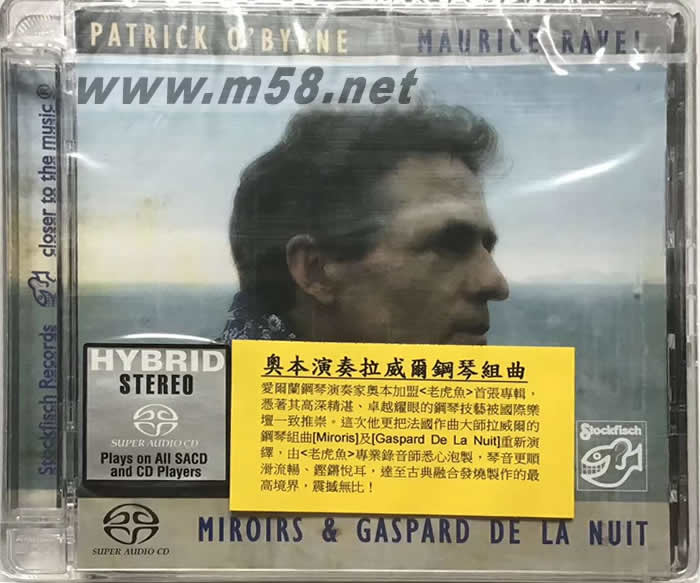 PATRICK O'BYRNE MAURICE RAVEL
www.m58.net
Stockfisch Records closer to the music®
HYBRID
STEREO
SUPER AUDIO CD
Plays on All SACD
and CD Players
奧本演奏拉威爾鋼琴組曲
愛爾蘭鋼琴演奏家奧本加盟<老虎魚>首張專輯，
憑著其高深精湛、卓越耀眼的鋼琴技藝被國際樂
壇一致推崇。這次他更把法國作曲大師拉威爾的
鋼琴組曲[Miroris]及[Gaspard De La Nuit]重新演
繹，由<老虎魚>專業錄音師悉心泡製，琴音更順
滑流暢、鏗鏘悅耳，達至古典融合發燒製作的最
高境界，震撼無比！
Stockfisch
SUPER AUDIO CD
MIROIRS & GASPARD DE LA NUIT